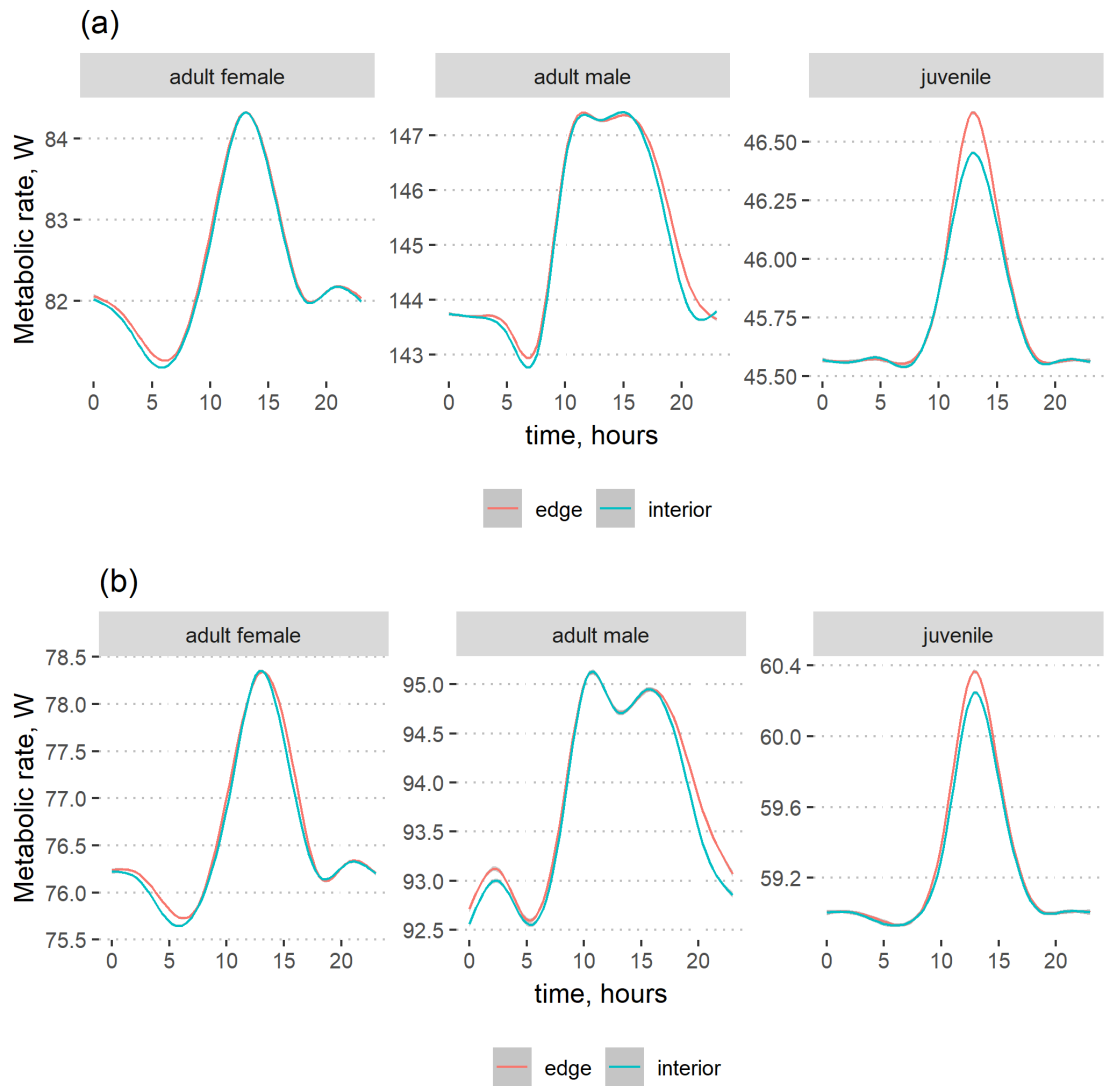 (a)
adult female
adult male
juvenile
Metabolic rate, W
84
83
82
147
146
145
144
143
46.50
46.25
46.00
45.75
45.50
0 5 10 15 20
0 5 10 15 20
0 5 10 15 20
time, hours
edge interior
(b)
adult female
adult male
juvenile
Metabolic rate, W
78.5
78.0
77.5
77.0
76.5
76.0
75.5
95.0
94.5
94.0
93.5
93.0
92.5
60.4
60.0
59.6
59.2
0 5 10 15 20
0 5 10 15 20
0 5 10 15 20
time, hours
edge interior